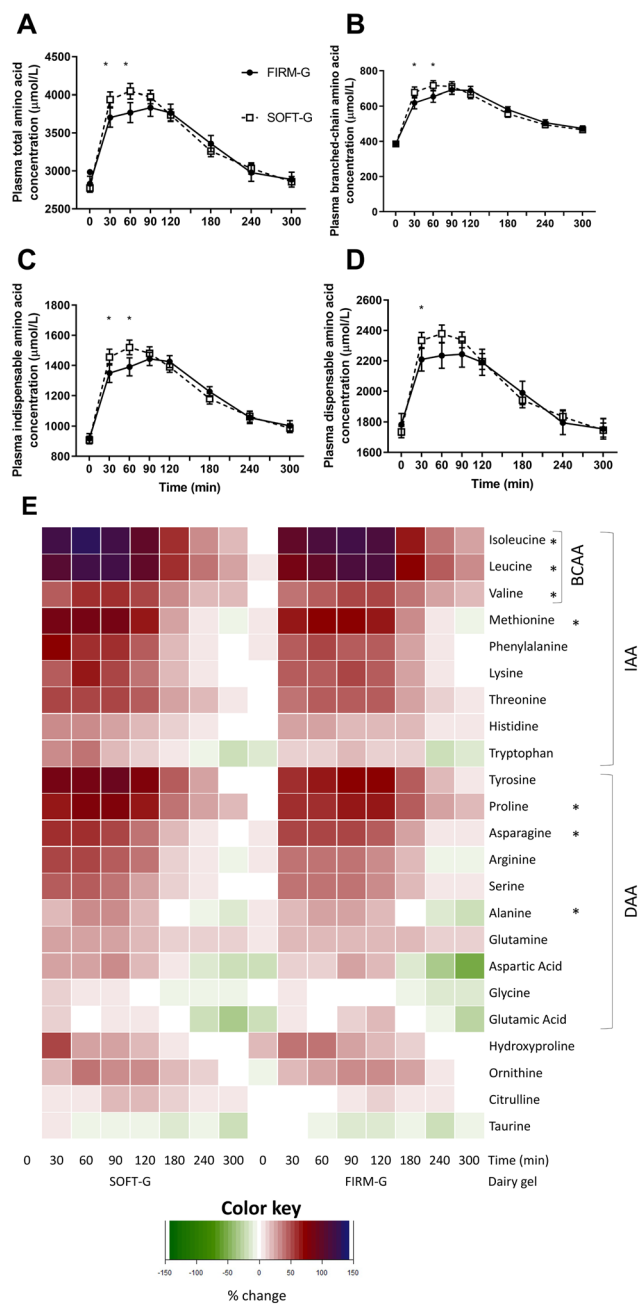 A
Plasma total amino acid
concentration (μmol/L)
4500
4000
3500
3000
2500
* *
FIRM-G
SOFT-G
0 30 60 90 120 180 240 300
B
Plasma branched-chain amino acid
concentration (μmol/L)
800
600
400
200
0
* *
0 30 60 90 120 180 240 300
C
Plasma indispensable amino acid
concentration (μmol/L)
1800
1600
1400
1200
1000
800
* *
0 30 60 90 120 180 240 300
Time (min)
D
Plasma dispensable amino acid
concentration (μmol/L)
2600
2400
2200
2000
1800
1600
*
0 30 60 90 120 180 240 300
Time (min)
E
Isoleucine *
Leucine *
Valine *
BCAA
Methionine *
Phenylalanine
Lysine
Threonine
Histidine
Tryptophan
IAA
Tyrosine
Proline *
Asparagine *
Arginine
Serine
Alanine *
Glutamine
Aspartic Acid
Glycine
Glutamic Acid
DAA
Hydroxyproline
Ornithine
Citrulline
Taurine
0 30 60 90 120 180 240 300 0 30 60 90 120 180 240 300 Time (min)
SOFT-G FIRM-G Dairy gel
Color key
-150 -100 -50 0 50 100 150
% change